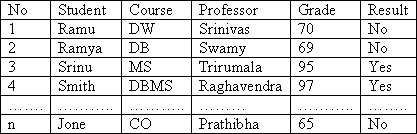 No Student Course Professor Grade Result
1 Ramu DW Srinivas 70 No
2 Ramya DB Swamy 69 No
3 Srinu MS Trirumala 95 Yes
4 Smith DBMS Raghavendra 97 Yes
…….. ………….. ………… ………………. ……….. ……..
n Jone CO Prathibha 65 No